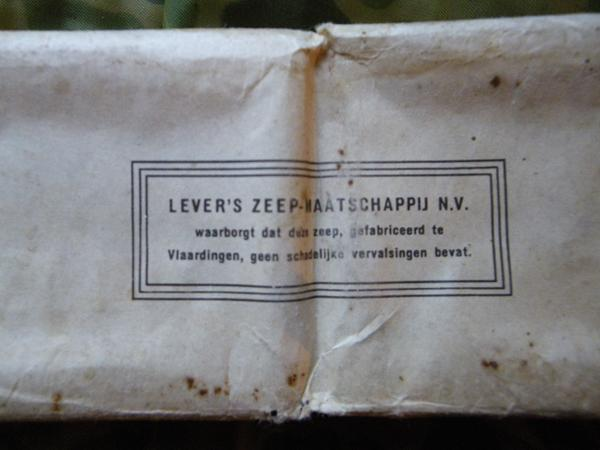 LEVER'S ZEEP-MAATSCHAPPIJ N.V.
waarborgt dat deze zeep, gefabriceerd te
Vlaardingen, geen schadelijke vervalsingen bevat.